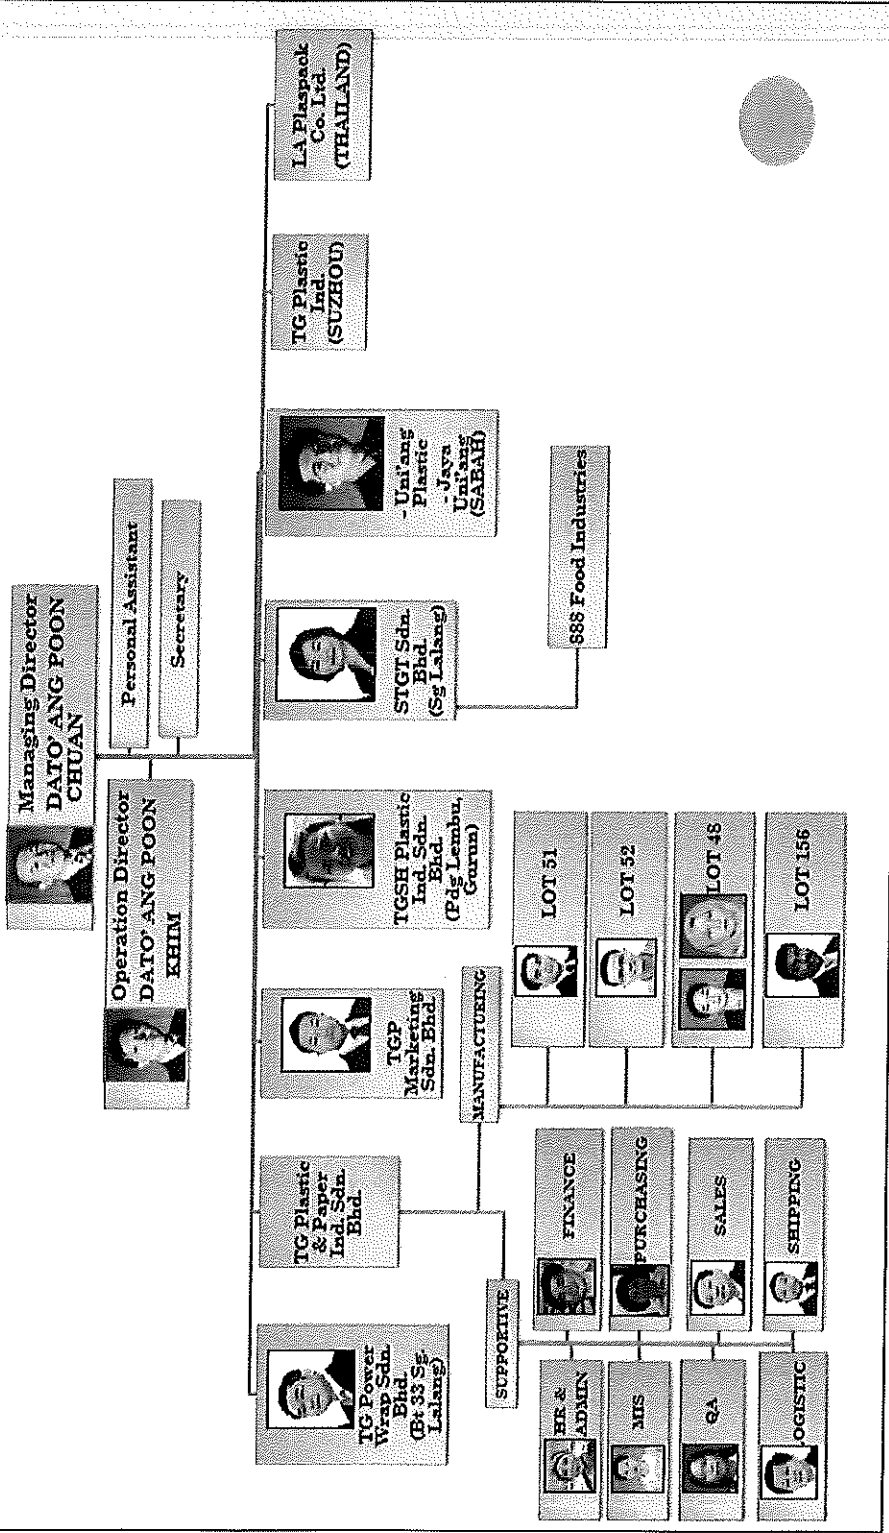 Managing Director
DATO' ANG POON
CHUAN
Operation Director
DATO' ANG POON
KHIM
Personal Assistant
Secretary
TG Power
Wrap Sdn.
Bhd.
(Bt 33 Sg.
Lalang)
TG Plastic
& Paper
Ind. Sdn.
Bhd.
TGP
Marketing
Sdn. Bhd.
TGSH Plastic
Ind. Sdn.
Bhd.
(Pdg Lembu,
Gurun)
STGT Sdn.
Bhd.
(Sg Lalang)
- Uni'ang
Plastic
- Jaya
Uni'ang
(SABAH)
TG Plastic
Ind.
(SUZHOU)
LA Plaspack
Co. Ltd.
(THAILAND)
888 Food Industries
SUPPORTIVE
MANUFACTURING
HR &
ADMIN
FINANCE
MIS
PURCHASING
QA
SALES
LOGISTIC
SHIPPING
LOT 51
LOT 52
LOT 48
LOT 156